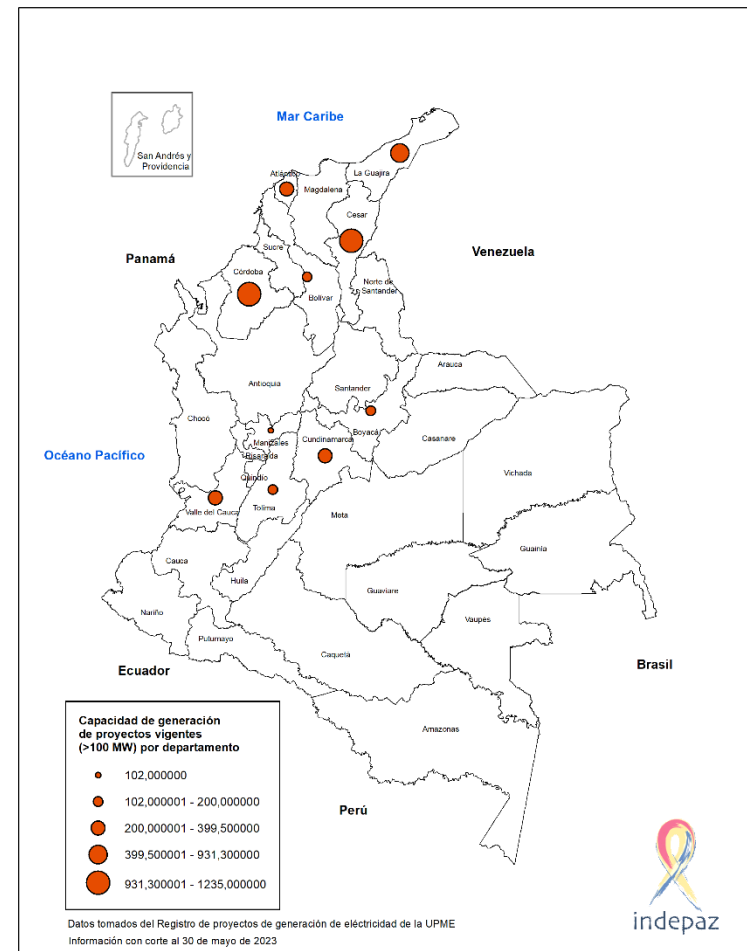 Mar Caribe
San Andrés y
Providencia
La Guajira
Atlántico
Magdalena
Cesar
Venezuela
Panamá
Sucre
Córdoba
Norte de
Santander
Bolívar
Arauca
Antioquia
Santander
Chocó
Manizales
Cundinamarca
Boyacá
Casanare
Océano Pacífico
Risaralda
Vichada
Quindío
Tolima
Valle del Cauca
Meta
Guainía
Cauca
Huila
Guaviare
Nariño
Vaupés
Putumayo
Caquetá
Ecuador
Brasil
Amazonas
Perú
Capacidad de generación
de proyectos vigentes
(>100 MW) por departamento
102,000000
102,000001 - 200,000000
200,000001 - 399,500000
399,500001 - 931,300000
931,300001 - 1235,000000
indepaz
Datos tomados del Registro de proyectos de generación de eléctricidad de la UPME
Información con corte al 30 de mayo de 2023